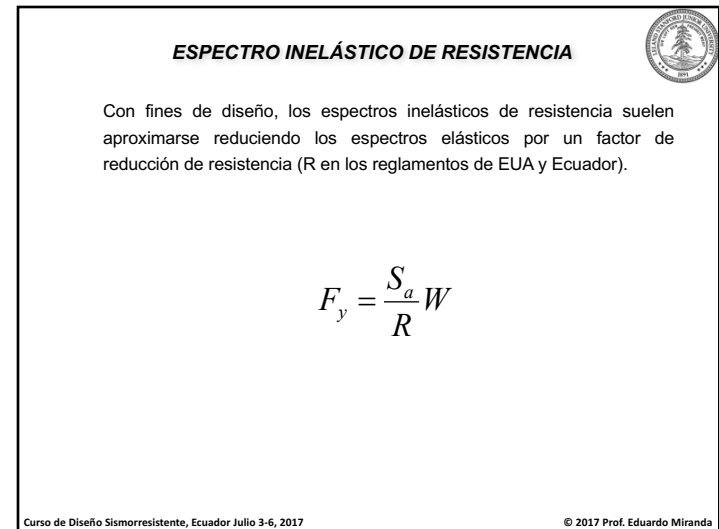 ESPECTRO INELÁSTICO DE RESISTENCIA
Con fines de diseño, los espectros inelásticos de resistencia suelen
aproximarse reduciendo los espectros elásticos por un factor de
reducción de resistencia (R en los reglamentos de EUA y Ecuador).
F_y = \frac{S_a}{R} W
Curso de Diseño Sismorresistente, Ecuador Julio 3-6, 2017
© 2017 Prof. Eduardo Miranda